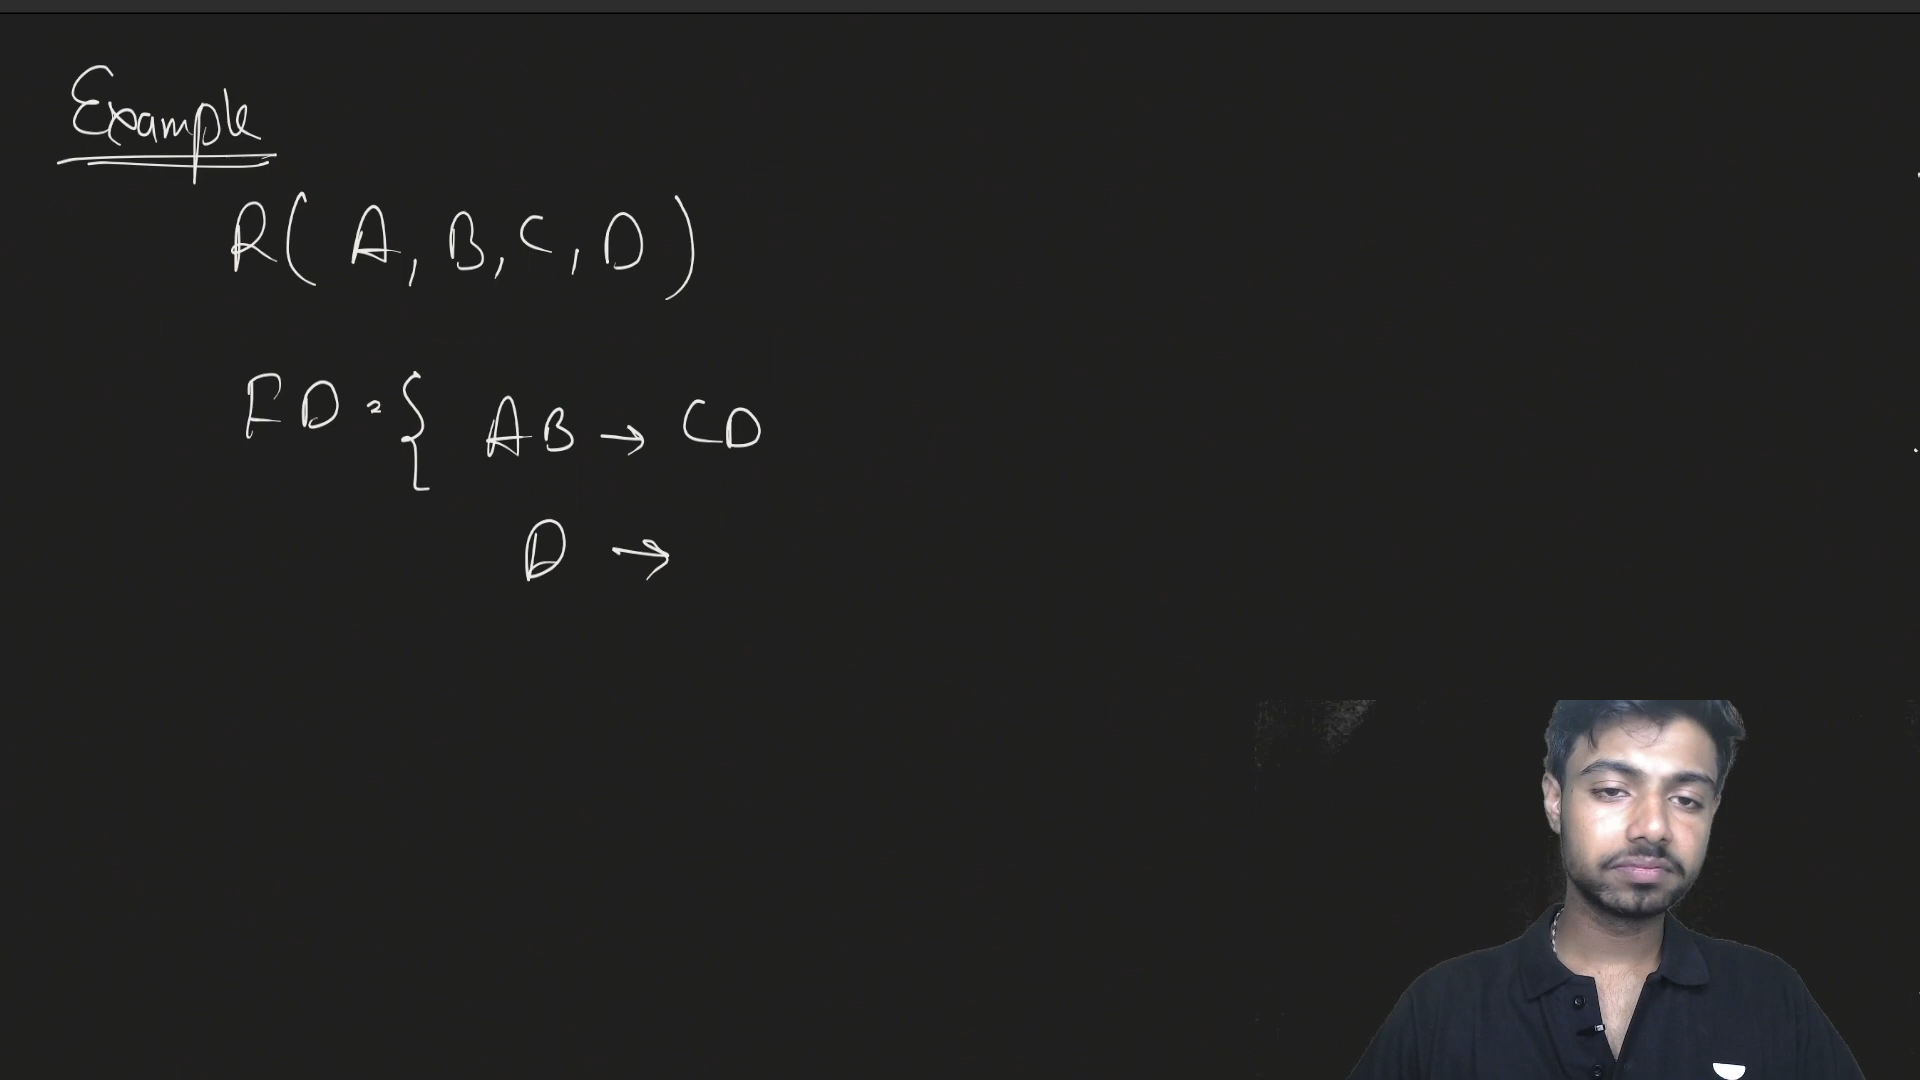 Example
R( A, B, C, D )
FD = { AB → CD
D →